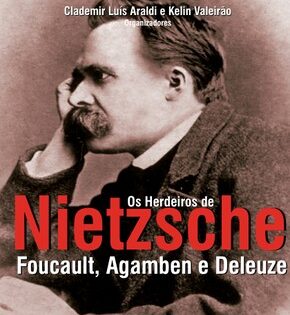 Clademir Luís Araldi e Kelin Valeirão
Organizadores
Os Herdeiros de
Nietzsche
Foucault, Agamben e Deleuze